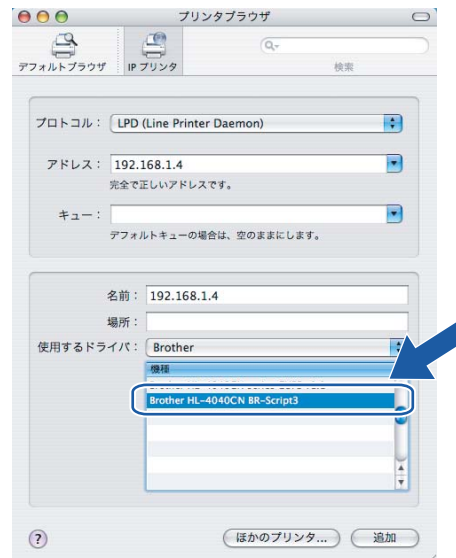 プリンタブラウザ
デフォルトブラウザ IP プリンタ 検索
プロトコル： LPD (Line Printer Daemon)
アドレス： 192.168.1.4
完全で正しいアドレスです。
キュー：
デフォルトキューの場合は、空のままにします。
名前： 192.168.1.4
場所：
使用するドライバ： Brother
機種
Brother HL-4040CN BR-Script3
? ほかのプリンタ... 追加